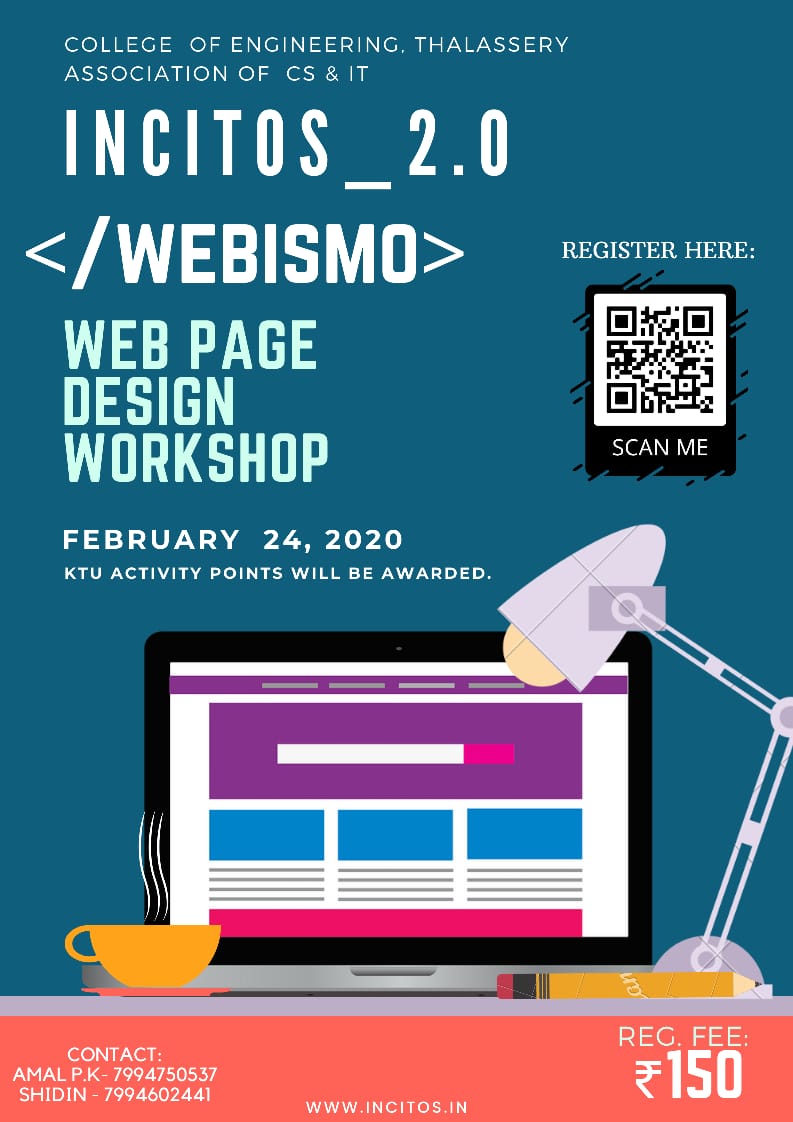 COLLEGE OF ENGINEERING, THALASSERY
ASSOCIATION OF CS & IT
INCITOS_2.0
</WEBISMO>
REGISTER HERE:
WEB PAGE
DESIGN
WORKSHOP
SCAN ME
FEBRUARY 24, 2020
KTU ACTIVITY POINTS WILL BE AWARDED.
CONTACT:
AMAL P.K- 7994750537
SHIDIN - 7994602441
REG. FEE:
₹150
WWW.INCITOS.IN